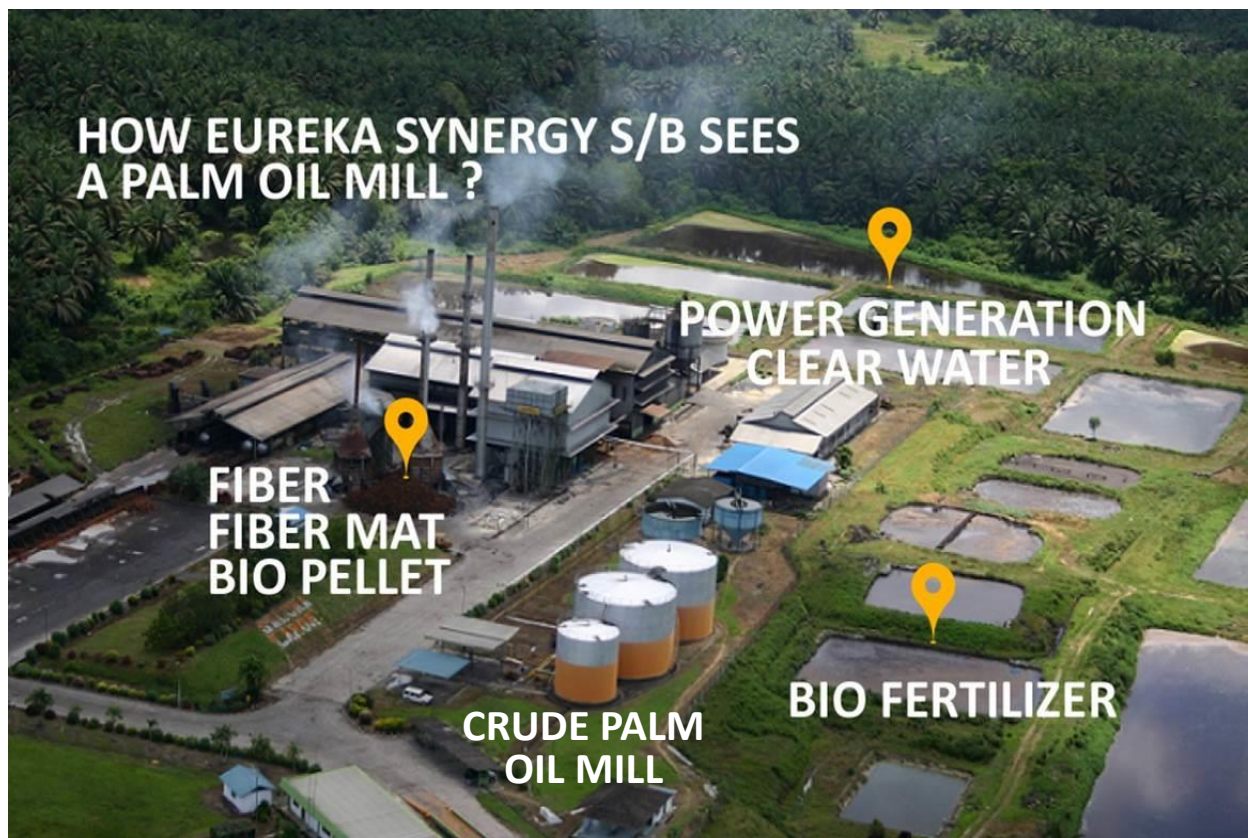 HOW EUREKA SYNERGY S/B SEES
A PALM OIL MILL ?
POWER GENERATION
CLEAR WATER
FIBER
FIBER MAT
BIO PELLET
BIO FERTILIZER
CRUDE PALM
OIL MILL